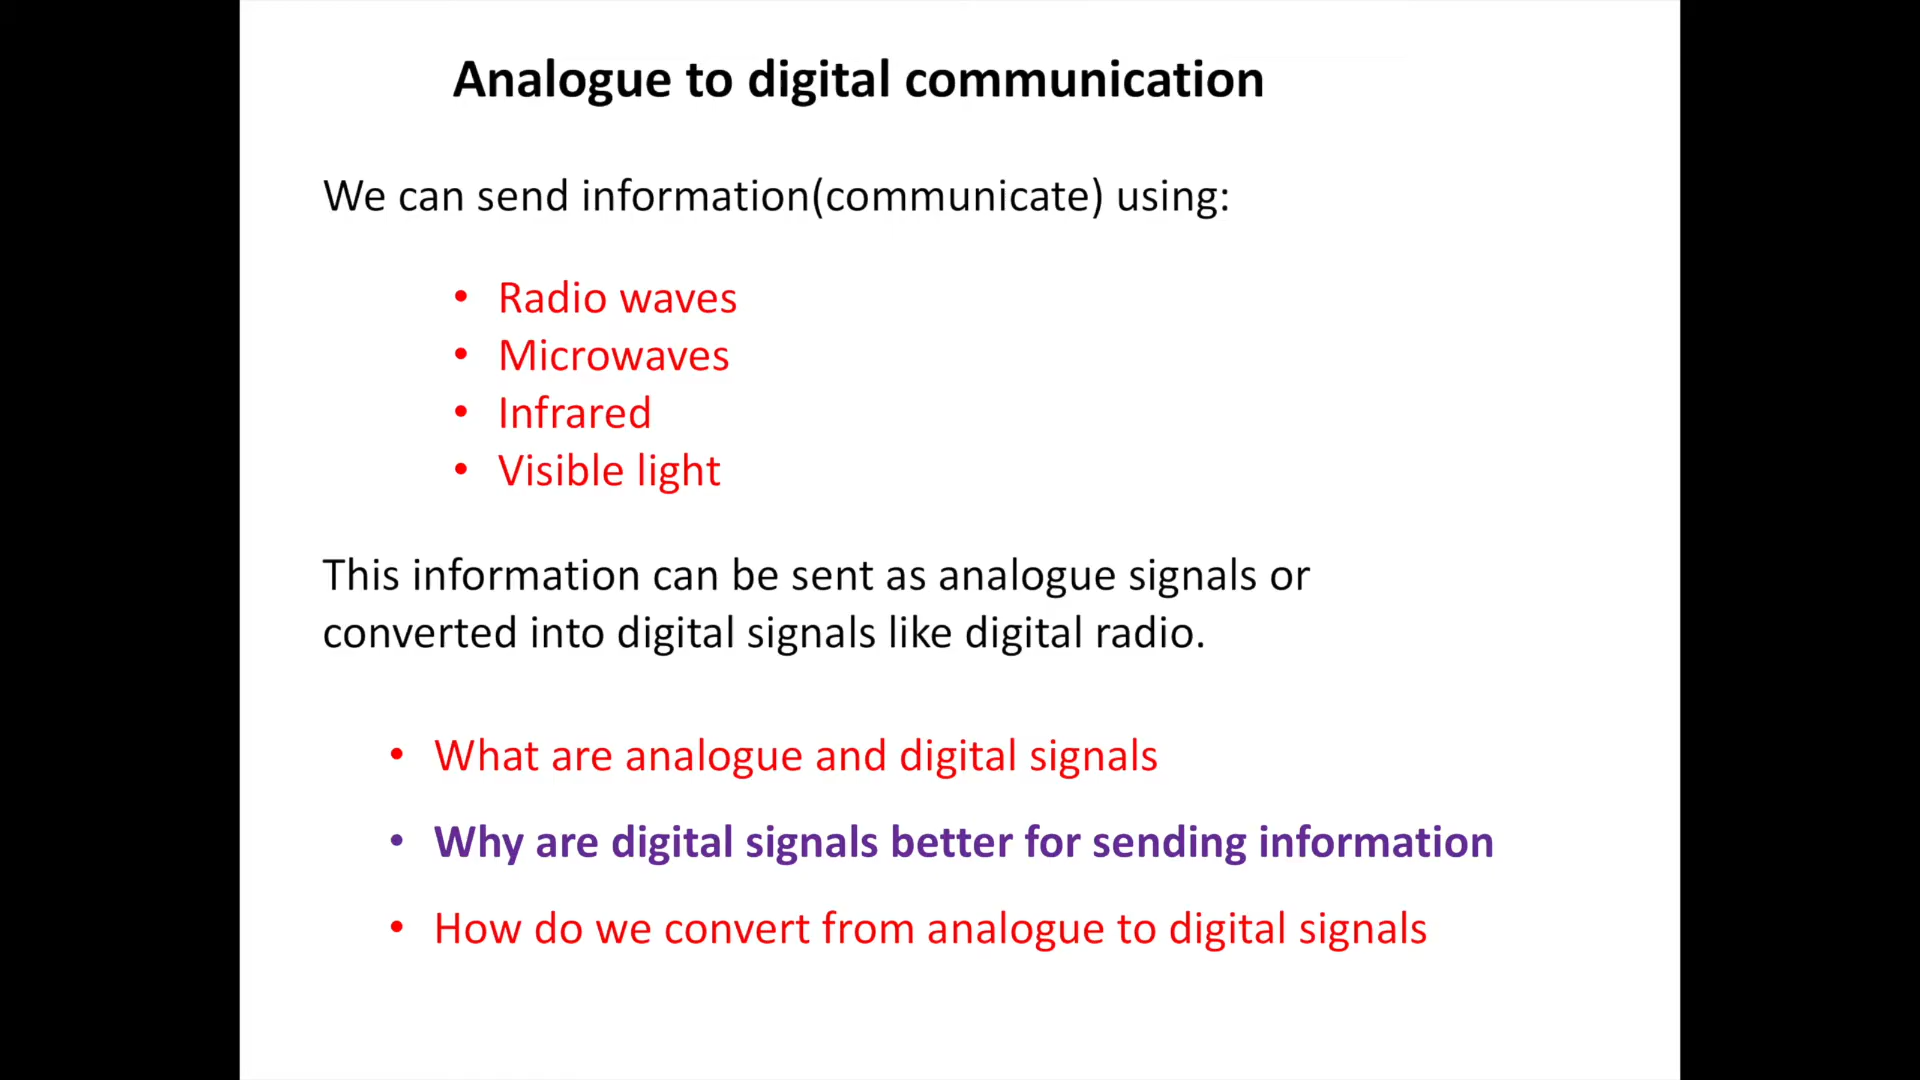 Analogue to digital communication
We can send information(communicate) using:
• Radio waves
• Microwaves
• Infrared
• Visible light
This information can be sent as analogue signals or
converted into digital signals like digital radio.
• What are analogue and digital signals
• Why are digital signals better for sending information
• How do we convert from analogue to digital signals